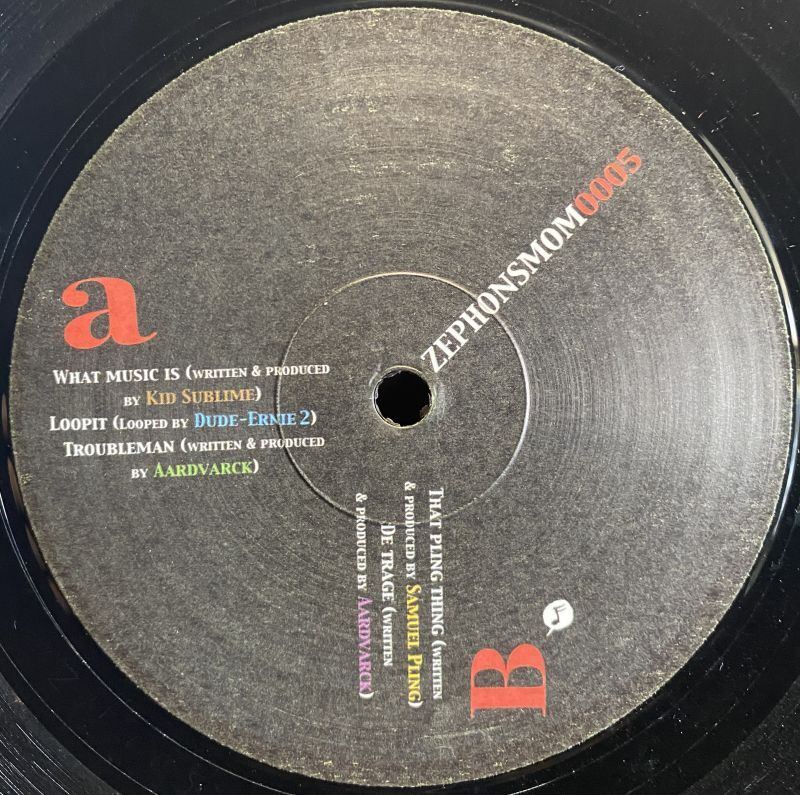 a
What music is (written & produced
by Kid Sublime)
Loopit (Looped by Dude-Ernie 2)
Troubleman (written & produced
by Aardvarck)
ZEPHONSMOM0005
B
That pling thing (written
& produced by Samuel Pling)
De trage (written
& produced by Aardvarck)